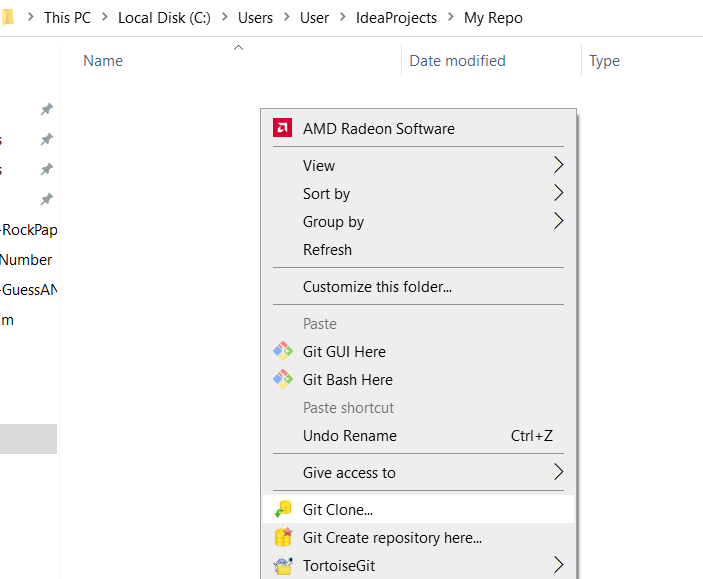 This PC > Local Disk (C:) > Users > User > IdeaProjects > My Repo
Name Date modified Type
AMD Radeon Software
View
s
Sort by
s
Group by
-RockPap
Refresh
Number
Customize this folder...
-GuessAN
m
Paste
Git GUI Here
Git Bash Here
Paste shortcut
Undo Rename Ctrl+Z
Give access to
Git Clone...
Git Create repository here...
TortoiseGit